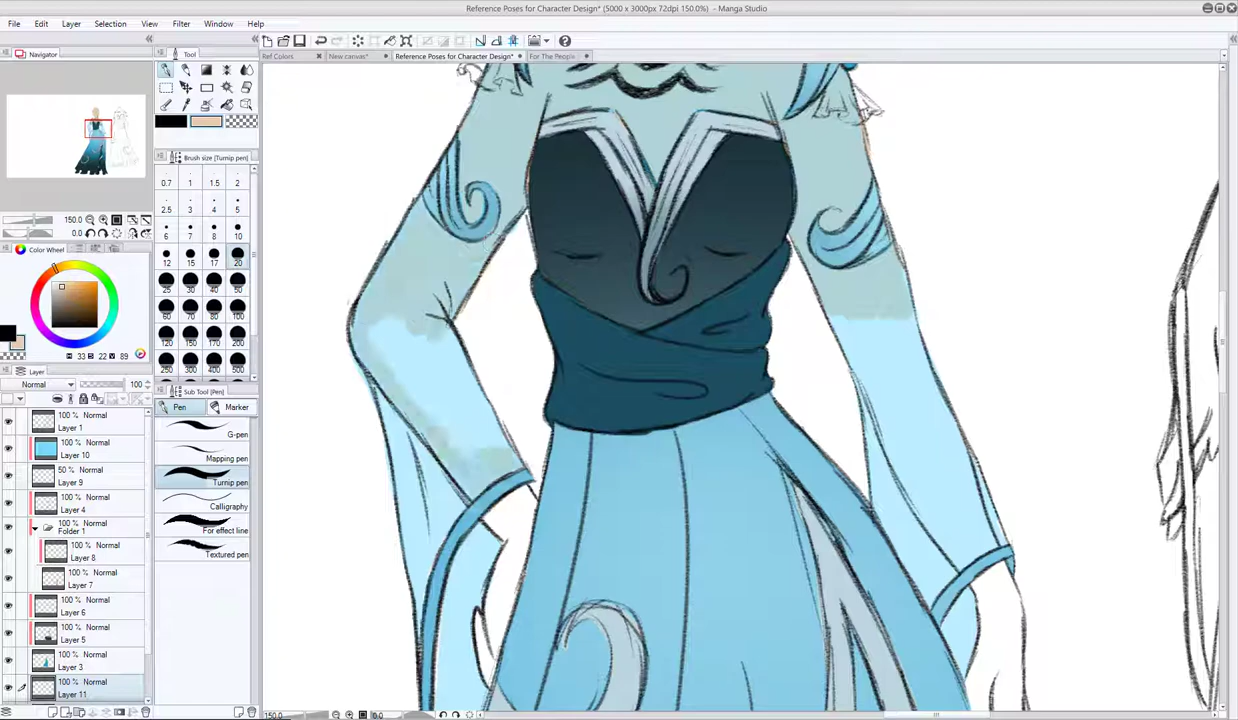 Reference Poses for Character Design* (5000 x 3000px 72dpi 150.0%) - Manga Studio
File Edit Layer Selection View Filter Window Help
Navigator
Tool
Ref Colors New canvas* Reference Poses for Character Design* For The People
Brush size [Turnip pen]
0.7 1 1.5 2
2.5 3 4 5
6 7 8 10
12 15 17 20
25 30 40 50
60 70 80 100
120 150 170 200
250 300 400 500
150.0
0.0
Color Wheel
33 22 89
Layer
Normal 100
Sub Tool [Pen]
Pen Marker
G-pen
Mapping pen
Turnip pen
Calligraphy
For effect line
Textured pen
100 % Normal
Layer 1
100 % Normal
Layer 10
50 % Normal
Layer 9
100 % Normal
Layer 4
100 % Normal
Folder 1
100 % Normal
Layer 8
100 % Normal
Layer 7
100 % Normal
Layer 6
100 % Normal
Layer 5
100 % Normal
Layer 3
100 % Normal
Layer 11
150.0 0.0